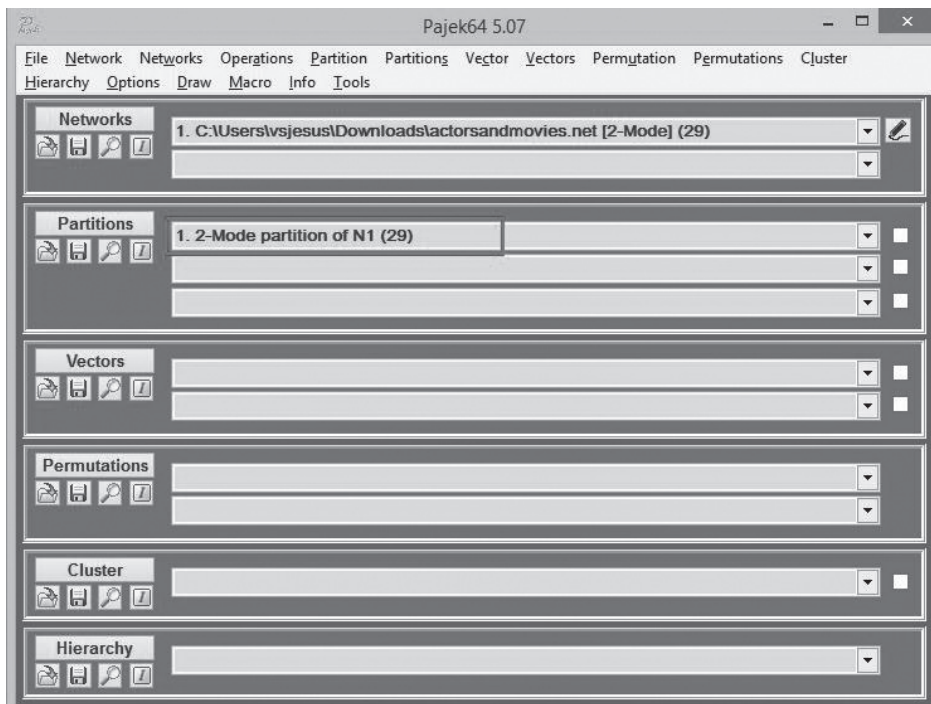 Pajek64 5.07
File Network Networks Operations Partition Partitions Vector Vectors Permutation Permutations Cluster
Hierarchy Options Draw Macro Info Tools
Networks
1. C:\Users\vsjesus\Downloads\actorsandmovies.net [2-Mode] (29)
Partitions
1. 2-Mode partition of N1 (29)
Vectors
Permutations
Cluster
Hierarchy